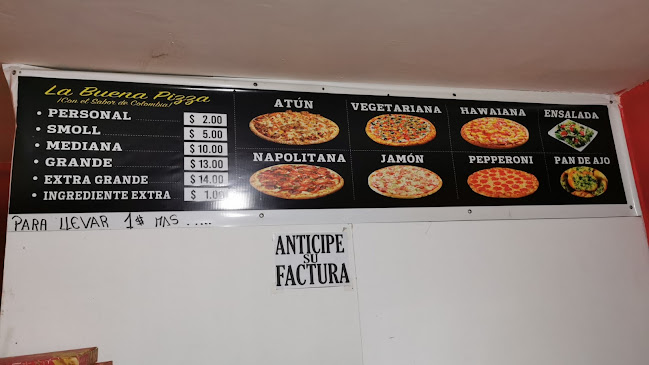 La Buena Pizza
¡Con el Sabor de Colombia!
• PERSONAL $ 2.00
• SMOLL $ 5.00
• MEDIANA $10.00
• GRANDE $13.00
• EXTRA GRANDE $14.00
• INGREDIENTE EXTRA $ 1.00
ATÚN
VEGETARIANA
HAWAIANA
ENSALADA
NAPOLITANA
JAMÓN
PEPPERONI
PAN DE AJO
PARA LLEVAR 1$ MAS ....
ANTICIPE
SU
FACTURA